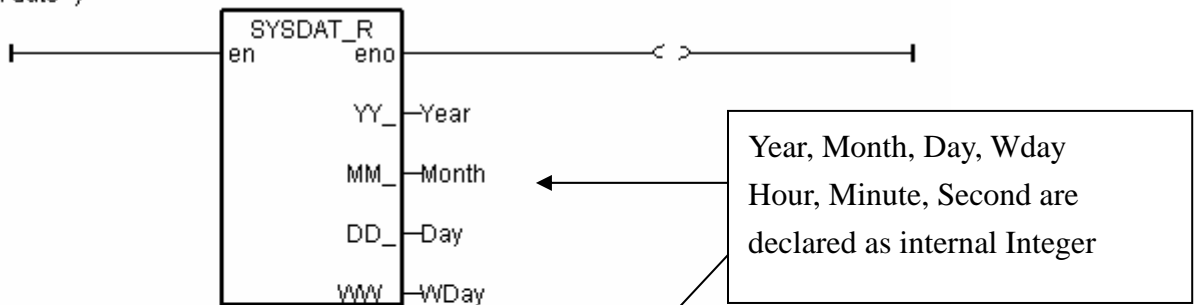 SYSDAT_R
en eno
YY_ Year
MM_ Month
DD_ Day
WW_ WDay
Year, Month, Day, Wday
Hour, Minute, Second are
declared as internal Integer